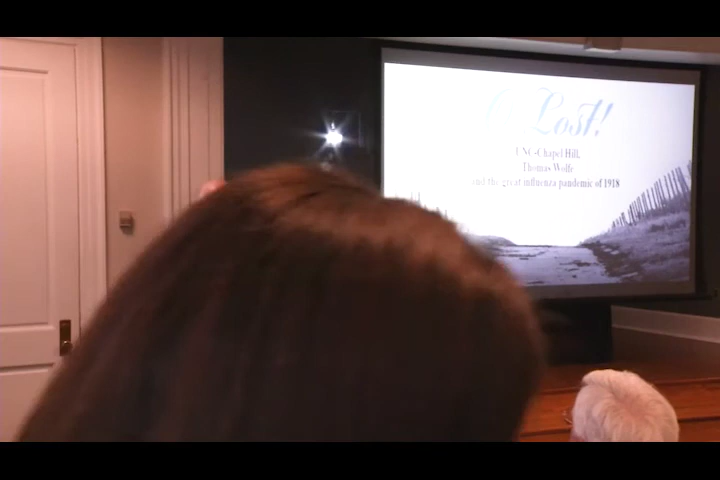 Lost!
UNC-Chapel Hill,
Thomas Wolfe
and the great influenza pandemic of 1918